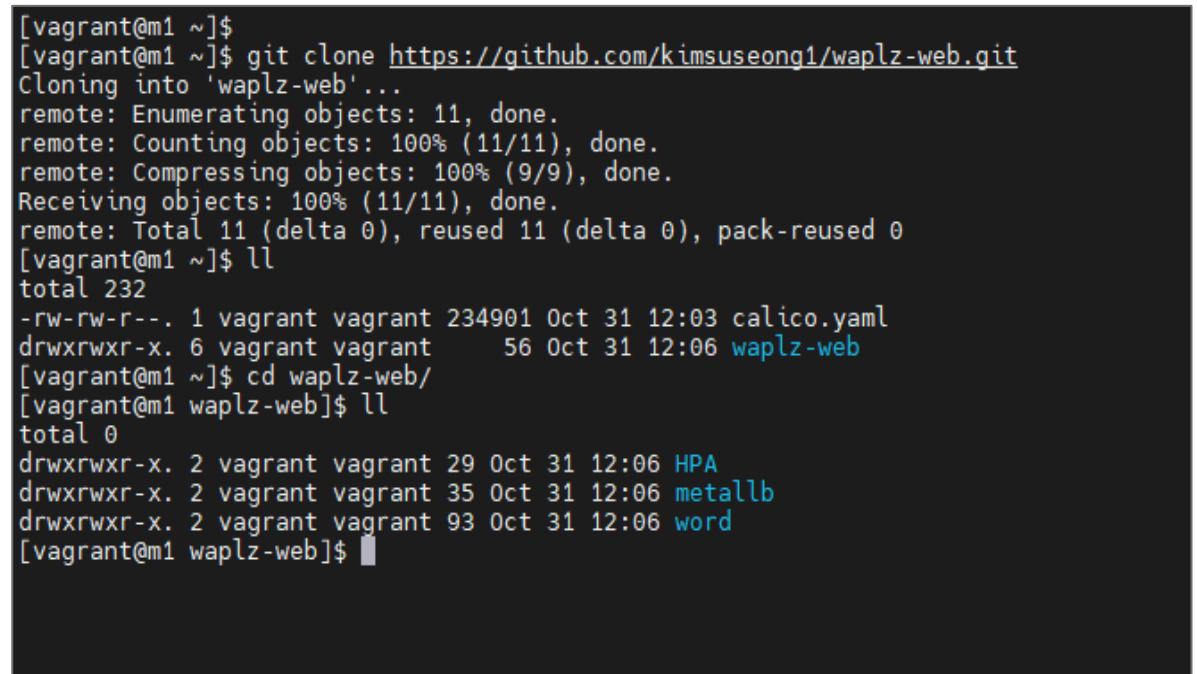 [vagrant@m1 ~]$
[vagrant@m1 ~]$ git clone https://github.com/kimsuseong1/waplz-web.git
Cloning into 'waplz-web'...
remote: Enumerating objects: 11, done.
remote: Counting objects: 100% (11/11), done.
remote: Compressing objects: 100% (9/9), done.
Receiving objects: 100% (11/11), done.
remote: Total 11 (delta 0), reused 11 (delta 0), pack-reused 0
[vagrant@m1 ~]$ ll
total 232
-rw-rw-r--. 1 vagrant vagrant 234901 Oct 31 12:03 calico.yaml
drwxrwxr-x. 6 vagrant vagrant     56 Oct 31 12:06 waplz-web
[vagrant@m1 ~]$ cd waplz-web/
[vagrant@m1 waplz-web]$ ll
total 0
drwxrwxr-x. 2 vagrant vagrant 29 Oct 31 12:06 HPA
drwxrwxr-x. 2 vagrant vagrant 35 Oct 31 12:06 metallb
drwxrwxr-x. 2 vagrant vagrant 93 Oct 31 12:06 word
[vagrant@m1 waplz-web]$